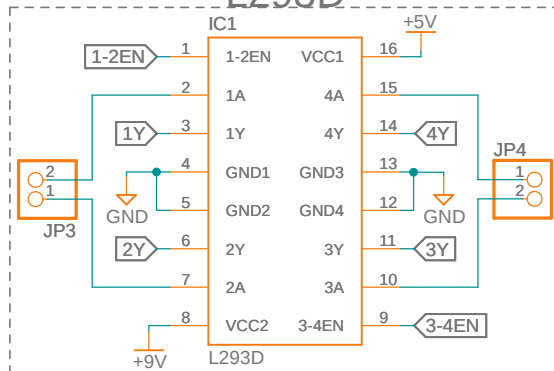 L293D
IC1
+5V
1-2EN 1 1-2EN VCC1 16
2 1A 4A 15
1Y 3 1Y 4Y 14 4Y
JP4
4 GND1 GND3 13
2 1
1 2
GND 5 GND2 GND4 12 GND
JP3
2Y 6 2Y 3Y 11 3Y
7 2A 3A 10
8 VCC2 3-4EN 9 3-4EN
+9V
L293D